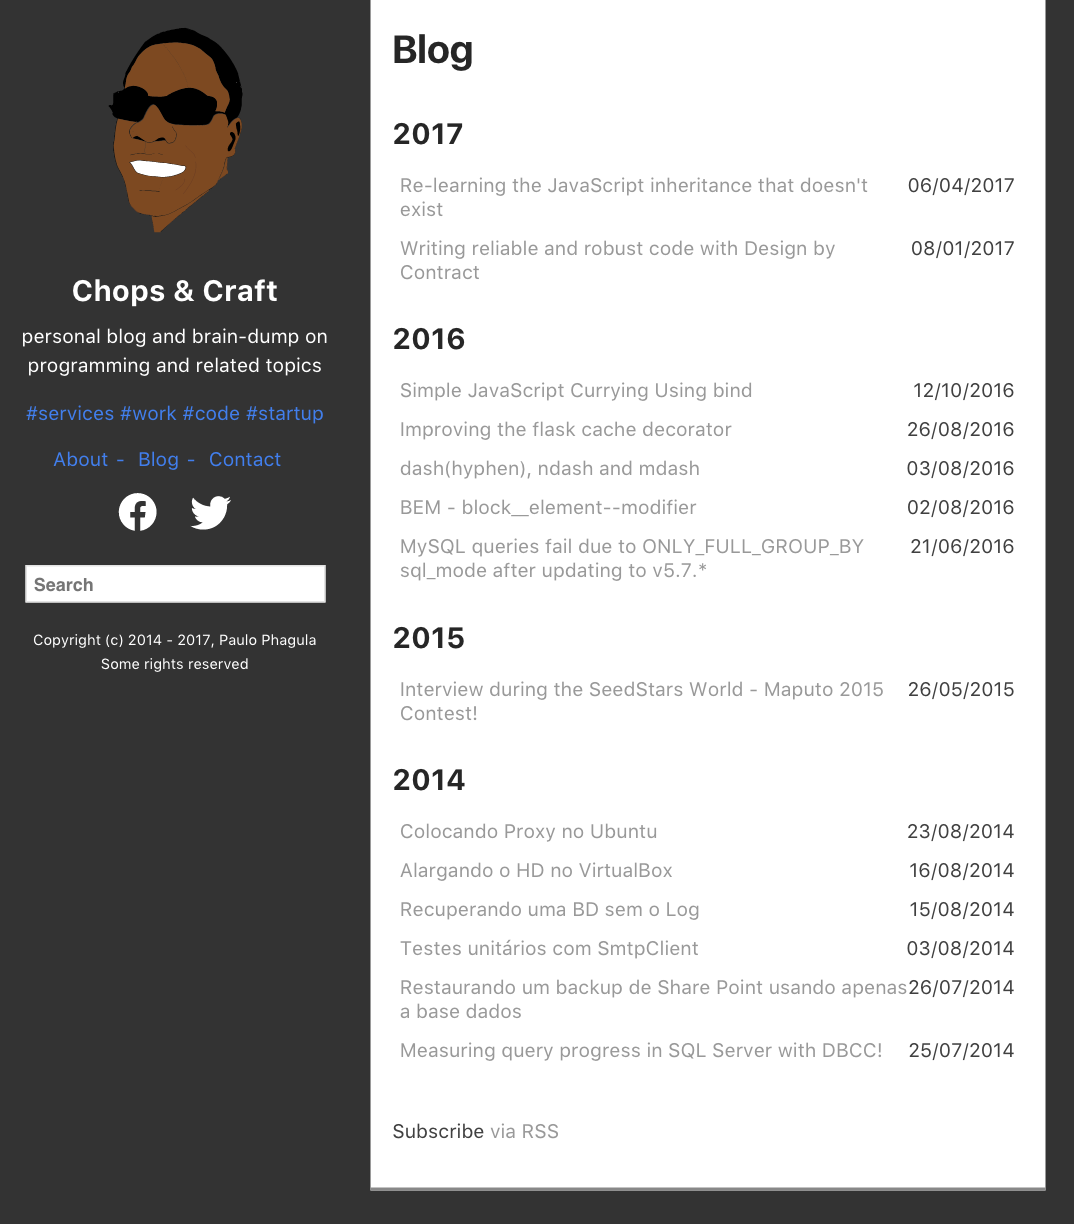 Chops & Craft
personal blog and brain-dump on
programming and related topics
#services #work #code #startup
About - Blog - Contact
Search
Copyright (c) 2014 - 2017, Paulo Phagula
Some rights reserved
Blog
2017
Re-learning the JavaScript inheritance that doesn't 06/04/2017
exist
Writing reliable and robust code with Design by 08/01/2017
Contract
2016
Simple JavaScript Currying Using bind 12/10/2016
Improving the flask cache decorator 26/08/2016
dash(hyphen), ndash and mdash 03/08/2016
BEM - block__element--modifier 02/08/2016
MySQL queries fail due to ONLY_FULL_GROUP_BY 21/06/2016
sql_mode after updating to v5.7.*
2015
Interview during the SeedStars World - Maputo 2015 26/05/2015
Contest!
2014
Colocando Proxy no Ubuntu 23/08/2014
Alargando o HD no VirtualBox 16/08/2014
Recuperando uma BD sem o Log 15/08/2014
Testes unitários com SmtpClient 03/08/2014
Restaurando um backup de Share Point usando apenas 26/07/2014
a base dados
Measuring query progress in SQL Server with DBCC! 25/07/2014
Subscribe via RSS